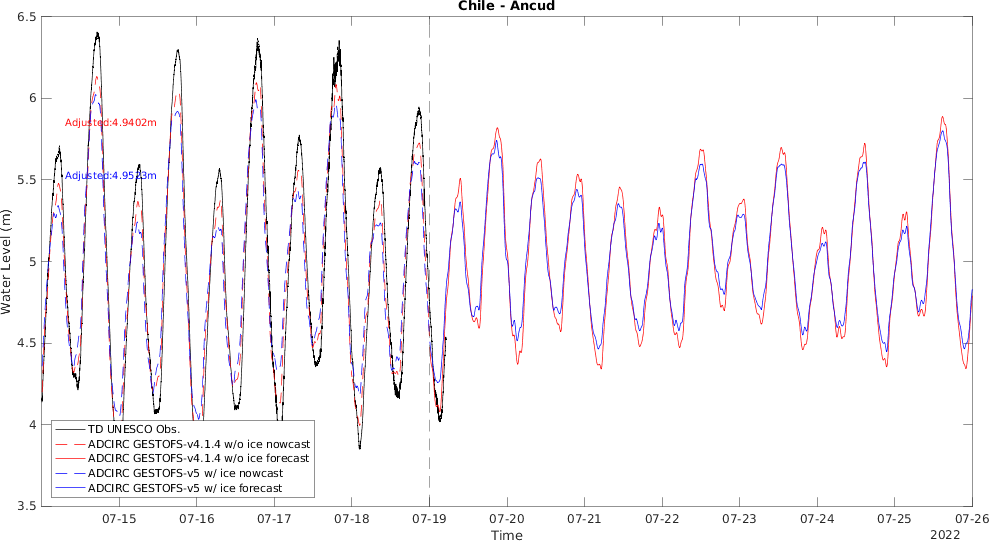 Chile - Ancud
6.5
6
5.5
5
4.5
4
3.5
Water Level (m)
Adjusted:4.9402m
Adjusted:4.9523m
TD UNESCO Obs.
ADCIRC GESTOFS-v4.1.4 w/o ice nowcast
ADCIRC GESTOFS-v4.1.4 w/o ice forecast
ADCIRC GESTOFS-v5 w/ ice nowcast
ADCIRC GESTOFS-v5 w/ ice forecast
07-15 07-16 07-17 07-18 07-19 07-20 07-21 07-22 07-23 07-24 07-25 07-26
Time
2022